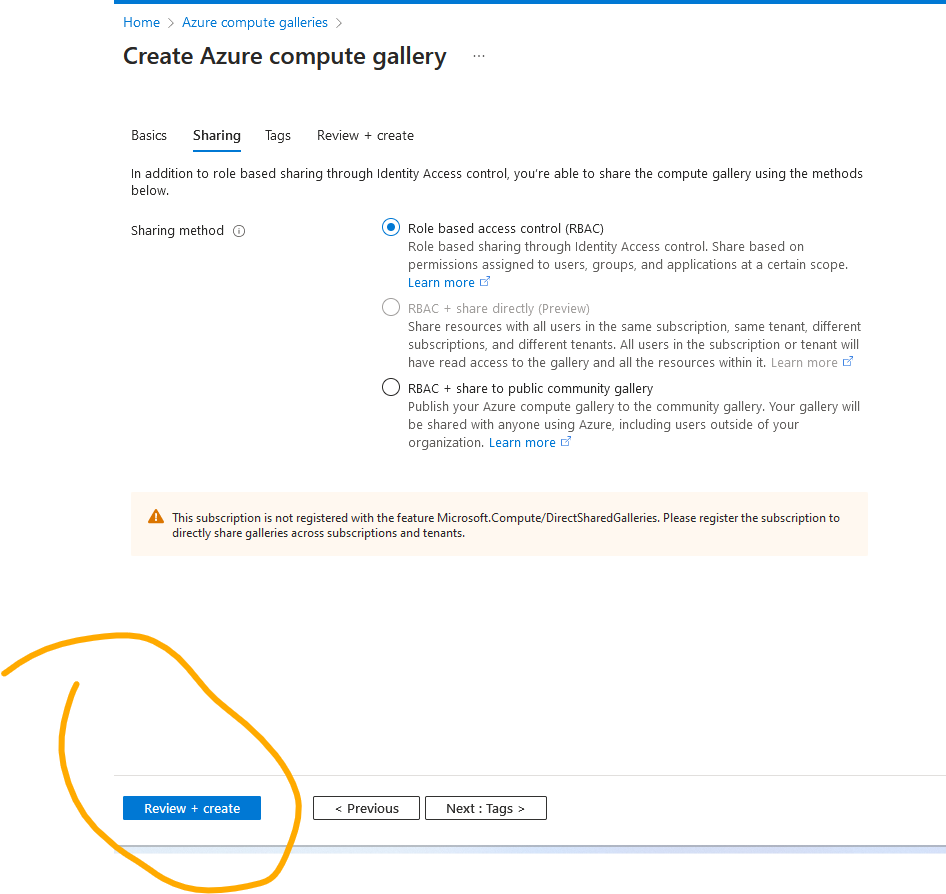 Home > Azure compute galleries >
Create Azure compute gallery ...
Basics Sharing Tags Review + create
In addition to role based sharing through Identity Access control, you're able to share the compute gallery using the methods
below.
Sharing method
Role based access control (RBAC)
Role based sharing through Identity Access control. Share based on
permissions assigned to users, groups, and applications at a certain scope.
Learn more
RBAC + share directly (Preview)
Share resources with all users in the same subscription, same tenant, different
subscriptions, and different tenants. All users in the subscription or tenant will
have read access to the gallery and all the resources within it. Learn more
RBAC + share to public community gallery
Publish your Azure compute gallery to the community gallery. Your gallery will
be shared with anyone using Azure, including users outside of your
organization. Learn more
This subscription is not registered with the feature Microsoft.Compute/DirectSharedGalleries. Please register the subscription to
directly share galleries across subscriptions and tenants.
Review + create < Previous Next : Tags >